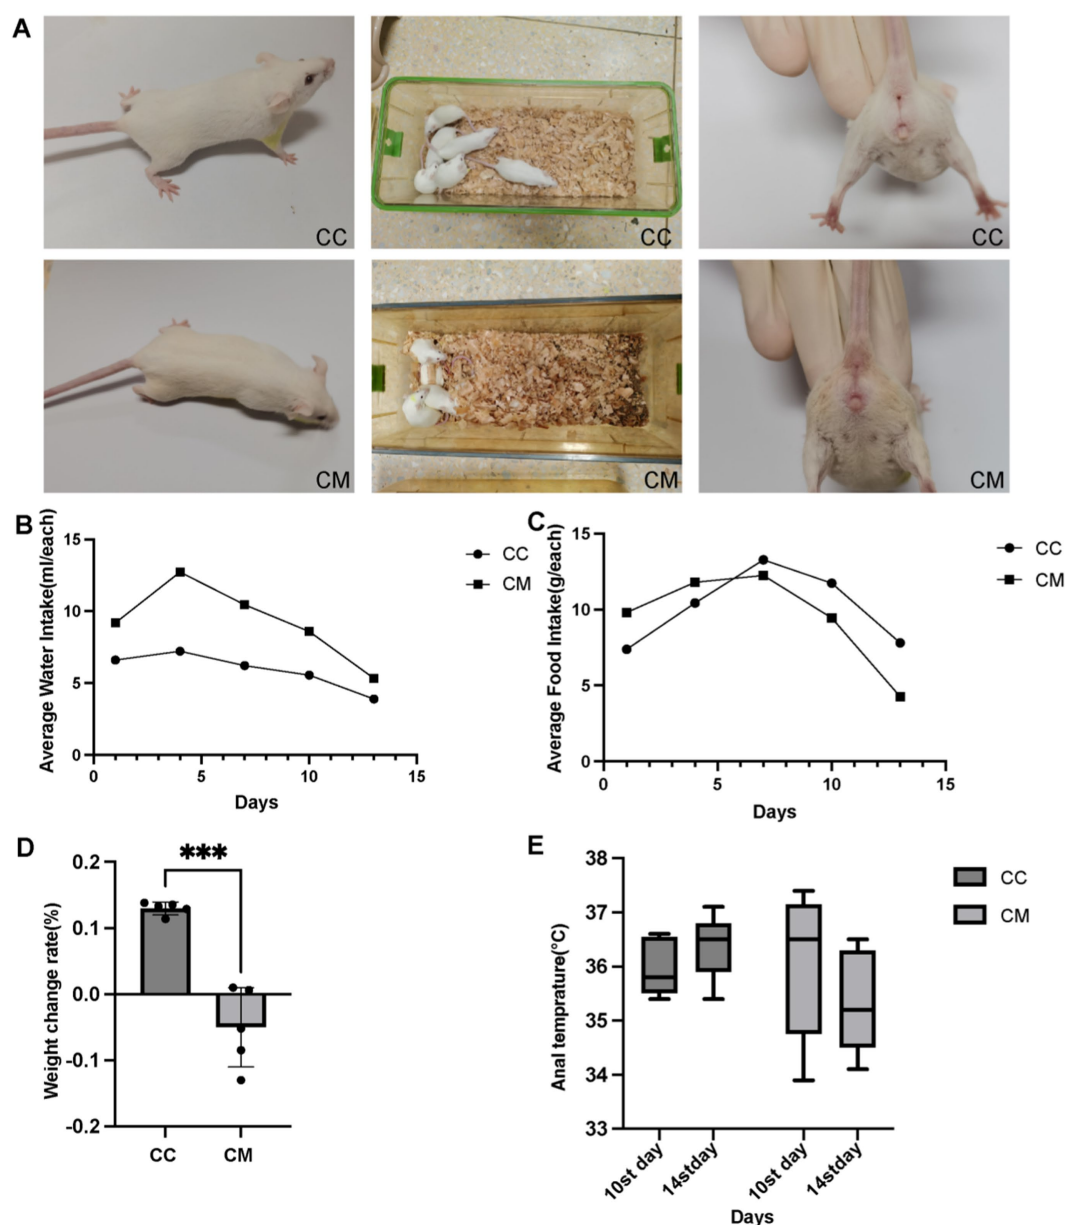 A
CC
CC
CC
CM
CM
CM
B
Average Water Intake(ml/each)
15
10
5
0
0 5 10 15
Days
CC
CM
C
Average Food Intake(g/each)
15
10
5
0
0 5 10 15
Days
CC
CM
D
Weight change rate(%)
***
0.2
0.1
0.0
-0.1
-0.2
CC CM
E
Anal temprature(°C)
38
37
36
35
34
33
10st day 14stday 10st day 14stday
Days
CC
CM